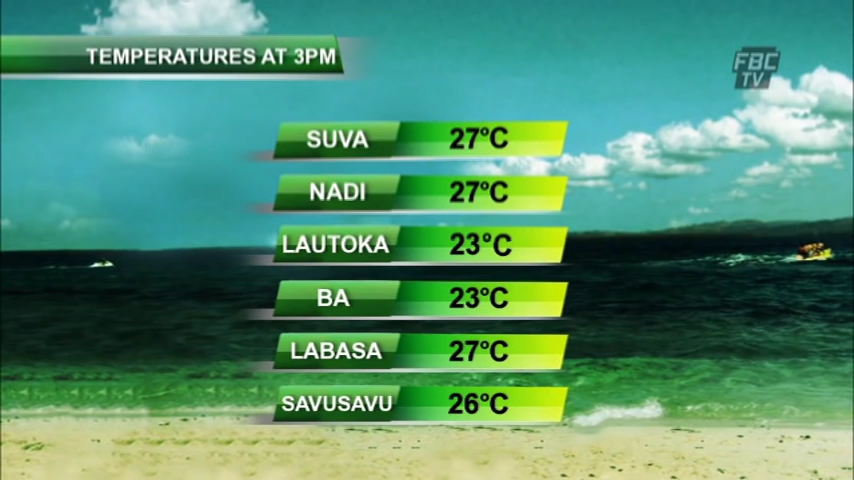 TEMPERATURES AT 3PM
FBC
TV
SUVA 27°C
NADI 27°C
LAUTOKA 23°C
BA 23°C
LABASA 27°C
SAVUSAVU 26°C